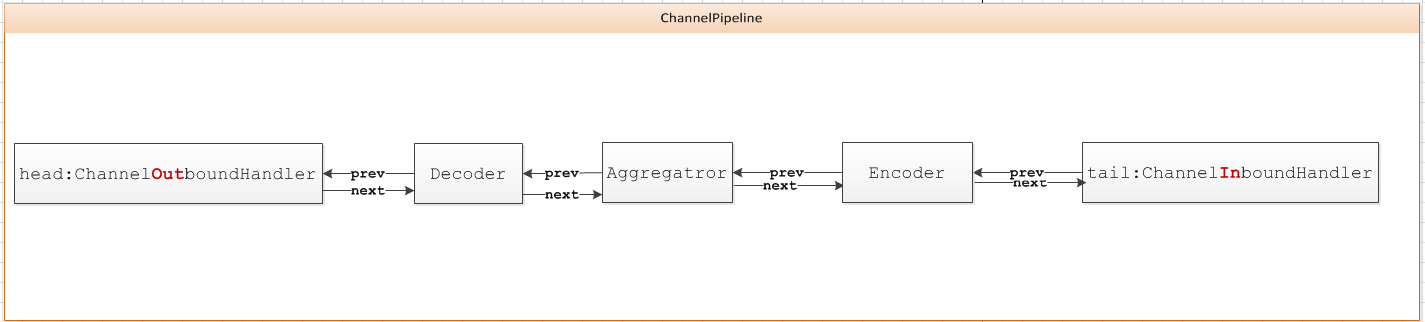 ChannelPipeline
head:ChannelOutboundHandler
prev
next
Decoder
prev
next
Aggregatror
prev
next
Encoder
prev
next
tail:ChannelInboundHandler